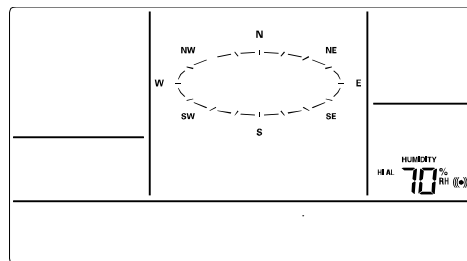 N
NW NE
W E
SW SE
S
HUMIDITY
HI AL 70 %
RH